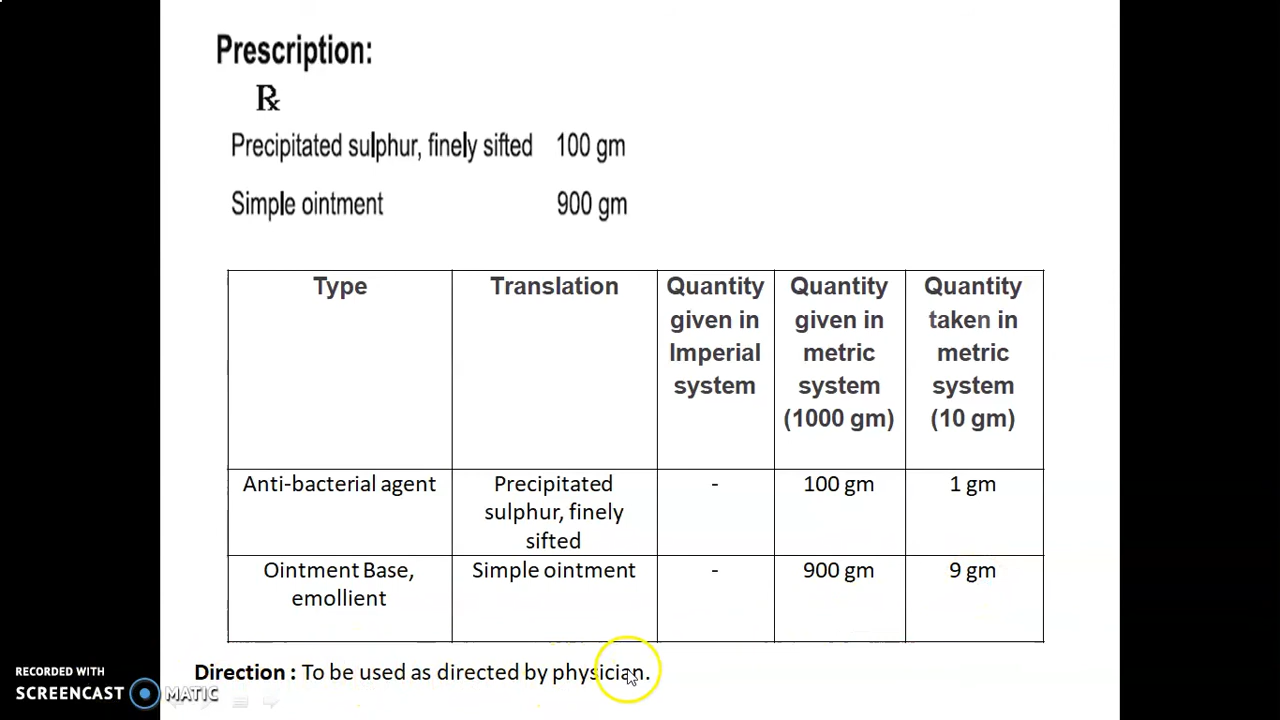 Prescription:
℞
Precipitated sulphur, finely sifted 100 gm
Simple ointment 900 gm
Type Translation Quantity given in Imperial system Quantity given in metric system (1000 gm) Quantity taken in metric system (10 gm)
Anti-bacterial agent Precipitated sulphur, finely sifted - 100 gm 1 gm
Ointment Base, emollient Simple ointment - 900 gm 9 gm
Direction : To be used as directed by physician.
RECORDED WITH
SCREENCAST MATIC